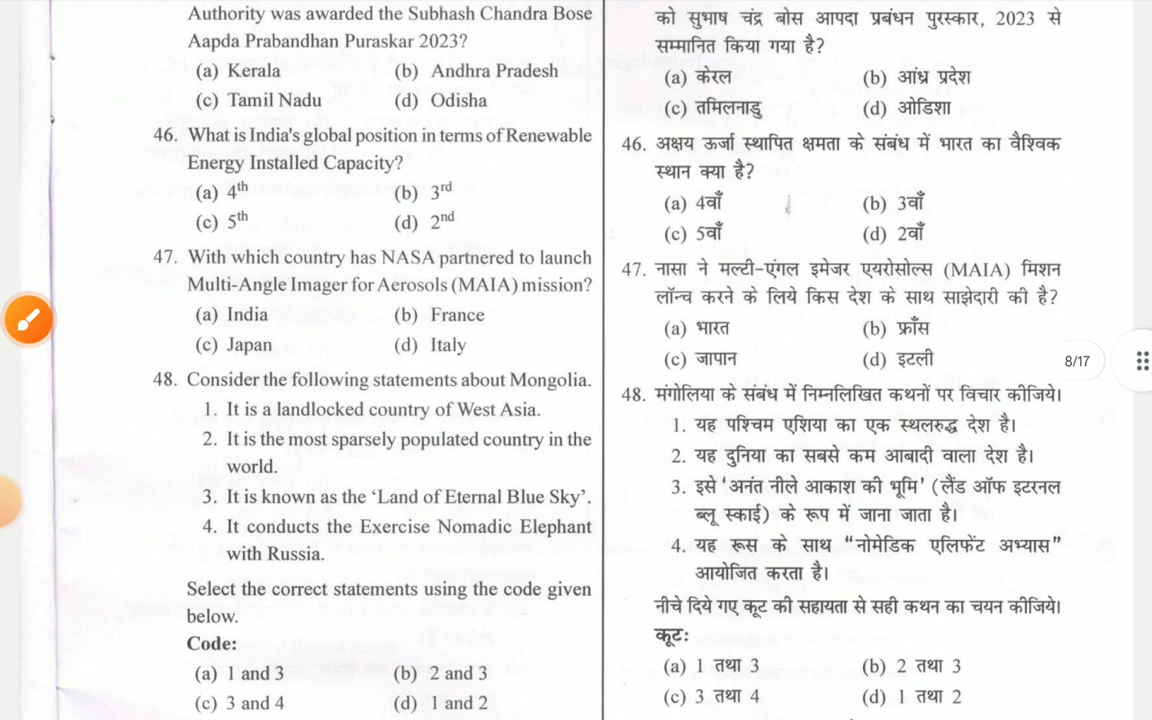 Authority was awarded the Subhash Chandra Bose
Aapda Prabandhan Puraskar 2023?
(a) Kerala (b) Andhra Pradesh
(c) Tamil Nadu (d) Odisha
46. What is India's global position in terms of Renewable
Energy Installed Capacity?
(a) 4th (b) 3rd
(c) 5th (d) 2nd
47. With which country has NASA partnered to launch
Multi-Angle Imager for Aerosols (MAIA) mission?
(a) India (b) France
(c) Japan (d) Italy
48. Consider the following statements about Mongolia.
1. It is a landlocked country of West Asia.
2. It is the most sparsely populated country in the
world.
3. It is known as the ‘Land of Eternal Blue Sky’.
4. It conducts the Exercise Nomadic Elephant
with Russia.
Select the correct statements using the code given
below.
Code:
(a) 1 and 3 (b) 2 and 3
(c) 3 and 4 (d) 1 and 2
को सुभाष चंद्र बोस आपदा प्रबंधन पुरस्कार, 2023 से
सम्मानित किया गया है?
(a) केरल (b) आंध्र प्रदेश
(c) तमिलनाडु (d) ओडिशा
46. अक्षय ऊर्जा स्थापित क्षमता के संबंध में भारत का वैश्विक
स्थान क्या है?
(a) 4वाँ (b) 3वाँ
(c) 5वाँ (d) 2वाँ
47. नासा ने मल्टी-एंगल इमेजर एयरोसोल्स (MAIA) मिशन
लॉन्च करने के लिये किस देश के साथ साझेदारी की है?
(a) भारत (b) फ्राँस
(c) जापान (d) इटली
48. मंगोलिया के संबंध में निम्नलिखित कथनों पर विचार कीजिये।
1. यह पश्चिम एशिया का एक स्थलरुद्ध देश है।
2. यह दुनिया का सबसे कम आबादी वाला देश है।
3. इसे ‘अनंत नीले आकाश की भूमि’ (लैंड ऑफ इटरनल
ब्लू स्काई) के रूप में जाना जाता है।
4. यह रूस के साथ “नोमेडिक एलिफेंट अभ्यास”
आयोजित करता है।
नीचे दिये गए कूट की सहायता से सही कथन का चयन कीजिये।
कूट:
(a) 1 तथा 3 (b) 2 तथा 3
(c) 3 तथा 4 (d) 1 तथा 2
8/17